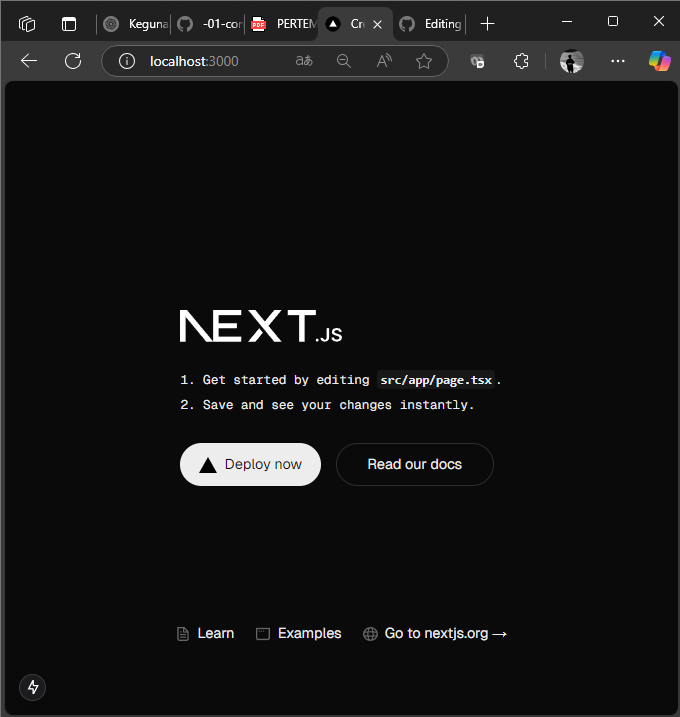 Keguna
-01-cor
PERTEM
Cre
Editing
localhost:3000
NEXT.JS
1. Get started by editing src/app/page.tsx.
2. Save and see your changes instantly.
Deploy now
Read our docs
Learn
Examples
Go to nextjs.org →